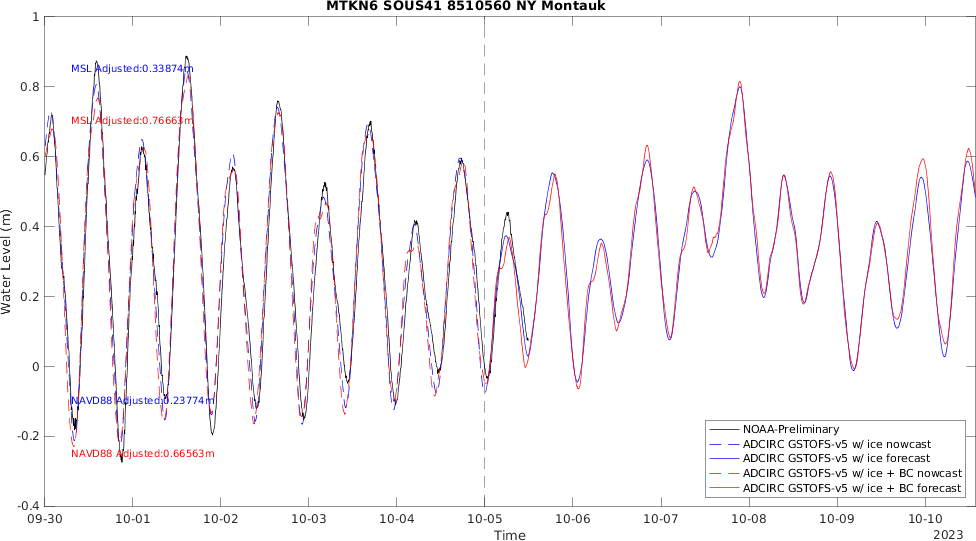 MTKN6 SOUS41 8510560 NY Montauk
1
0.8
0.6
0.4
0.2
0
-0.2
-0.4
Water Level (m)
MSL Adjusted:0.33874m
MSL Adjusted:0.76663m
NAVD88 Adjusted:0.23774m
NAVD88 Adjusted:0.66563m
NOAA-Preliminary
ADCIRC GSTOFS-v5 w/ ice nowcast
ADCIRC GSTOFS-v5 w/ ice forecast
ADCIRC GSTOFS-v5 w/ ice + BC nowcast
ADCIRC GSTOFS-v5 w/ ice + BC forecast
09-30 10-01 10-02 10-03 10-04 10-05 10-06 10-07 10-08 10-09 10-10
Time
2023